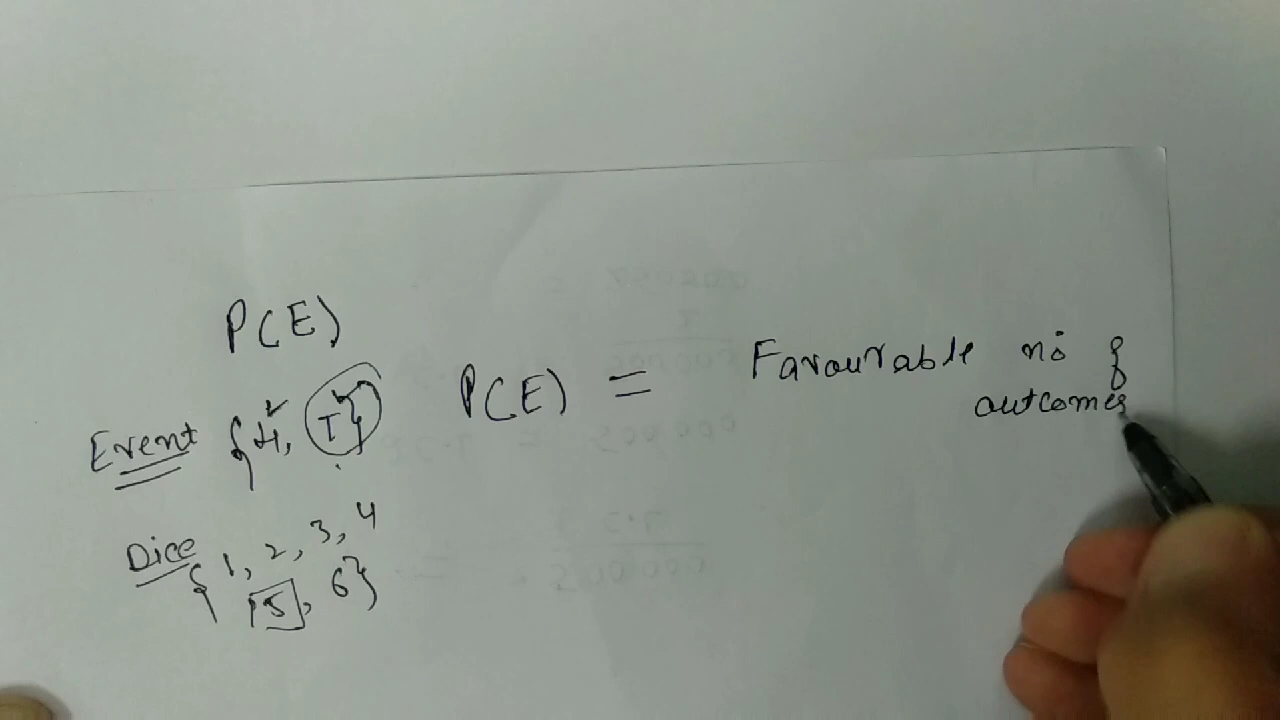 P(E)
P(E) = Favourable no of
outcomes
Event {H, T}
Dice
{1, 2, 3, 4
5, 6}